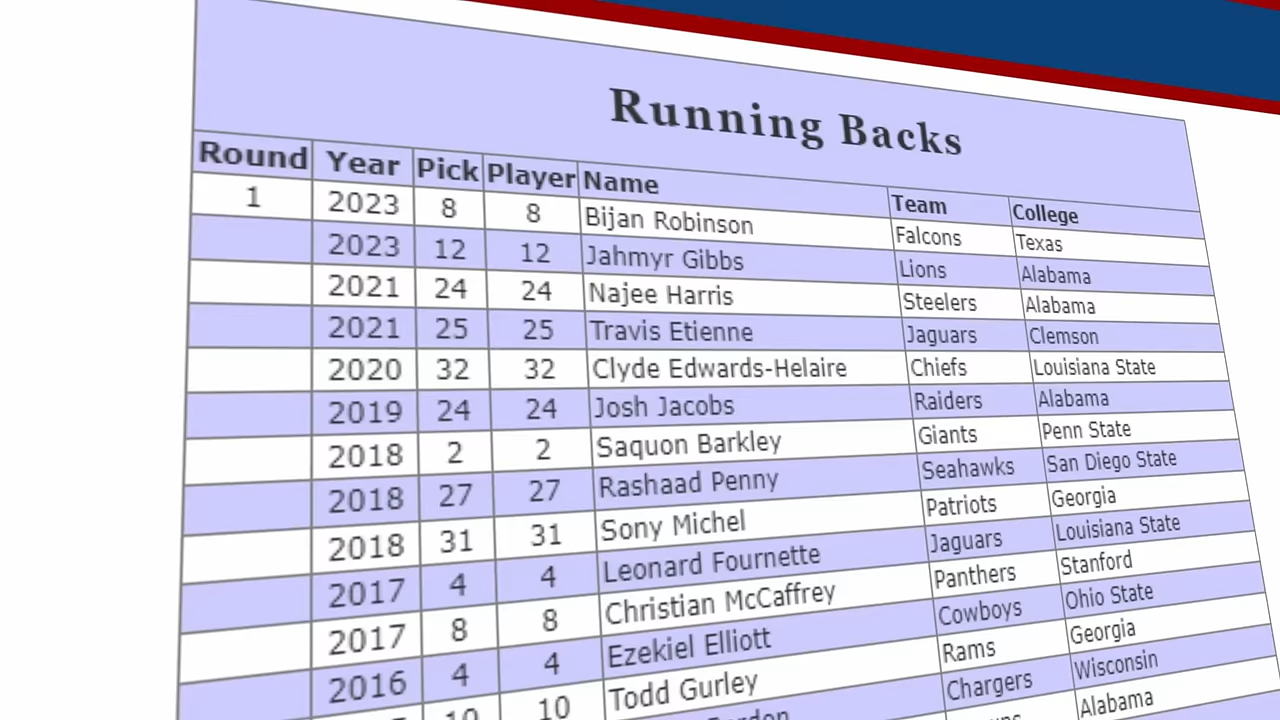 Running Backs
Round Year Pick Player Name Team College
1 2023 8 8 Bijan Robinson Falcons Texas
2023 12 12 Jahmyr Gibbs Lions Alabama
2021 24 24 Najee Harris Steelers Alabama
2021 25 25 Travis Etienne Jaguars Clemson
2020 32 32 Clyde Edwards-Helaire Chiefs Louisiana State
2019 24 24 Josh Jacobs Raiders Alabama
2018 2 2 Saquon Barkley Giants Penn State
2018 27 27 Rashaad Penny Seahawks San Diego State
2018 31 31 Sony Michel Patriots Georgia
2017 4 4 Leonard Fournette Jaguars Louisiana State
2017 8 8 Christian McCaffrey Panthers Stanford
2016 4 4 Ezekiel Elliott Cowboys Ohio State
10 10 Todd Gurley Rams Georgia
Chargers Wisconsin
Alabama